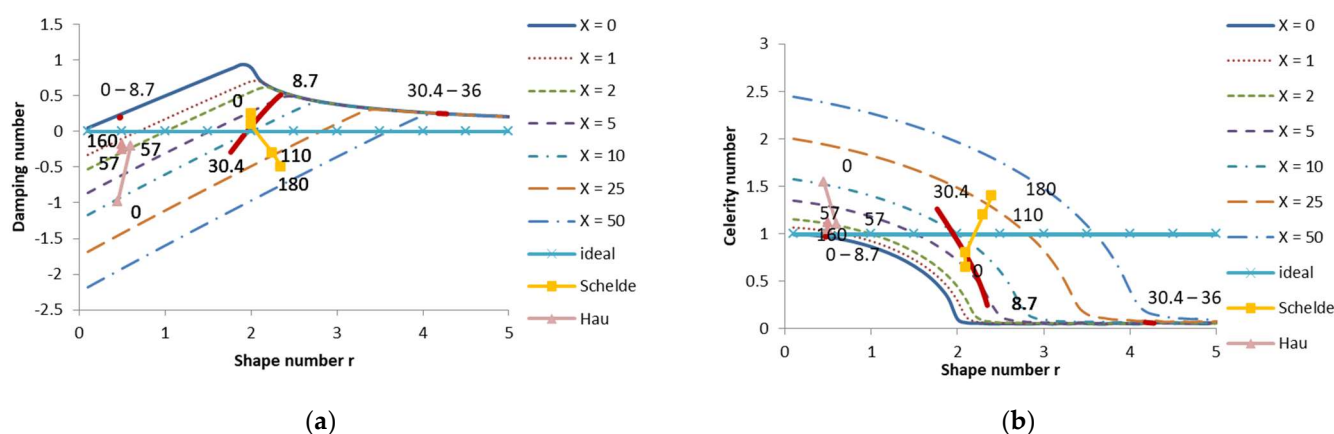 1.5
1
0.5
0
-0.5
-1
-1.5
-2
-2.5
Damping number
0 – 8.7
0
8.7
30.4 – 36
160
57
57
0
30.4
110
180
0 1 2 3 4 5
Shape number r
X = 0
X = 1
X = 2
X = 5
X = 10
X = 25
X = 50
ideal
Schelde
Hau
(a)
3
2.5
2
1.5
1
0.5
0
Celerity number
0
30.4
180
110
57
57
160
0 – 8.7
0
8.7
30.4 – 36
0 1 2 3 4 5
Shape number r
X = 0
X = 1
X = 2
X = 5
X = 10
X = 25
X = 50
ideal
Schelde
Hau
(b)